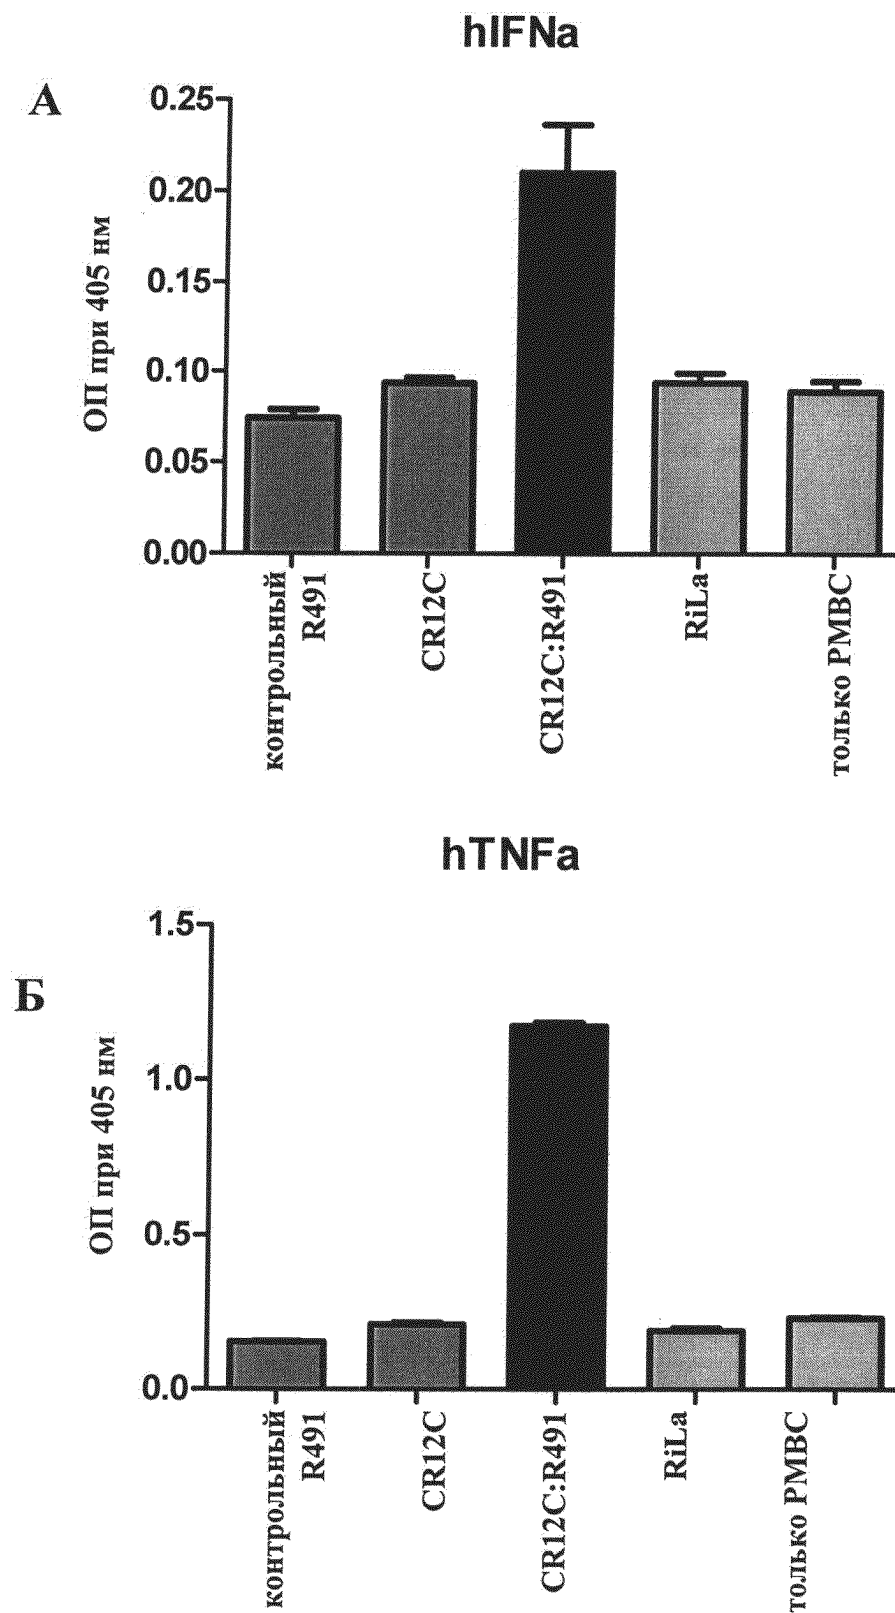 hIFNa
А
0.25
0.20
0.15
0.10
0.05
0.00
ОП при 405 нм
контрольный
R491
CR12C
CR12C:R491
RiLa
только PMBC
hTNFa
Б
1.5
1.0
0.5
0.0
ОП при 405 нм
контрольный
R491
CR12C
CR12C:R491
RiLa
только PMBC